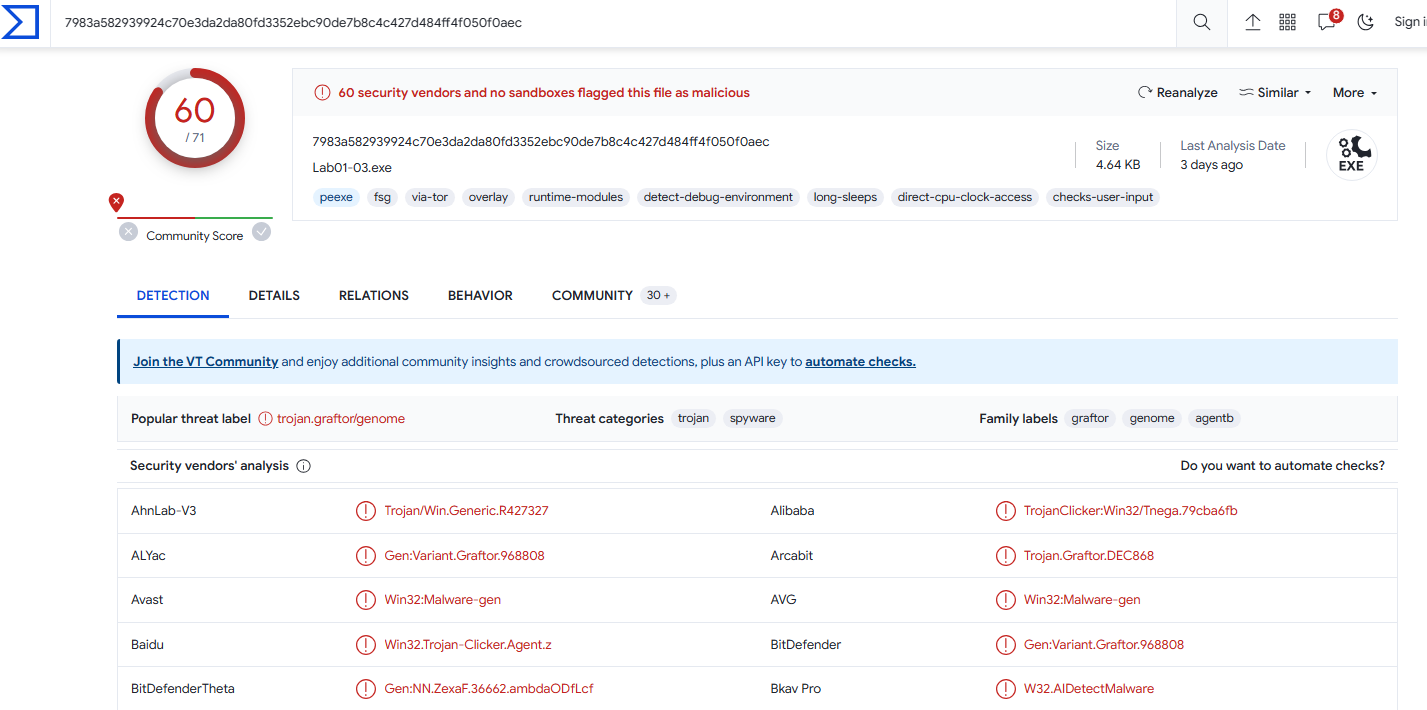 7983a582939924c70e3da2da80fd3352ebc90de7b8c4c427d484ff4f050f0aec
8
Sign i
60
/ 71
Community Score
60 security vendors and no sandboxes flagged this file as malicious
Reanalyze
Similar
More
7983a582939924c70e3da2da80fd3352ebc90de7b8c4c427d484ff4f050f0aec
Lab01-03.exe
peexe fsg via-tor overlay runtime-modules detect-debug-environment long-sleeps direct-cpu-clock-access checks-user-input
Size
4.64 KB
Last Analysis Date
3 days ago
EXE
DETECTION DETAILS RELATIONS BEHAVIOR COMMUNITY 30 +
Join the VT Community and enjoy additional community insights and crowdsourced detections, plus an API key to automate checks.
Popular threat label trojan.graftor/genome Threat categories trojan spyware Family labels graftor genome agentb
Security vendors' analysis Do you want to automate checks?
AhnLab-V3 Trojan/Win.Generic.R427327 Alibaba TrojanClicker:Win32/Tnega.79cba6fb
ALYac Gen:Variant.Graftor.968808 Arcabit Trojan.Graftor.DEC868
Avast Win32:Malware-gen AVG Win32:Malware-gen
Baidu Win32.Trojan-Clicker.Agent.z BitDefender Gen:Variant.Graftor.968808
BitDefenderTheta Gen:NN.ZexaF.36662.ambdaODfLcf Bkav Pro W32.AIDetectMalware